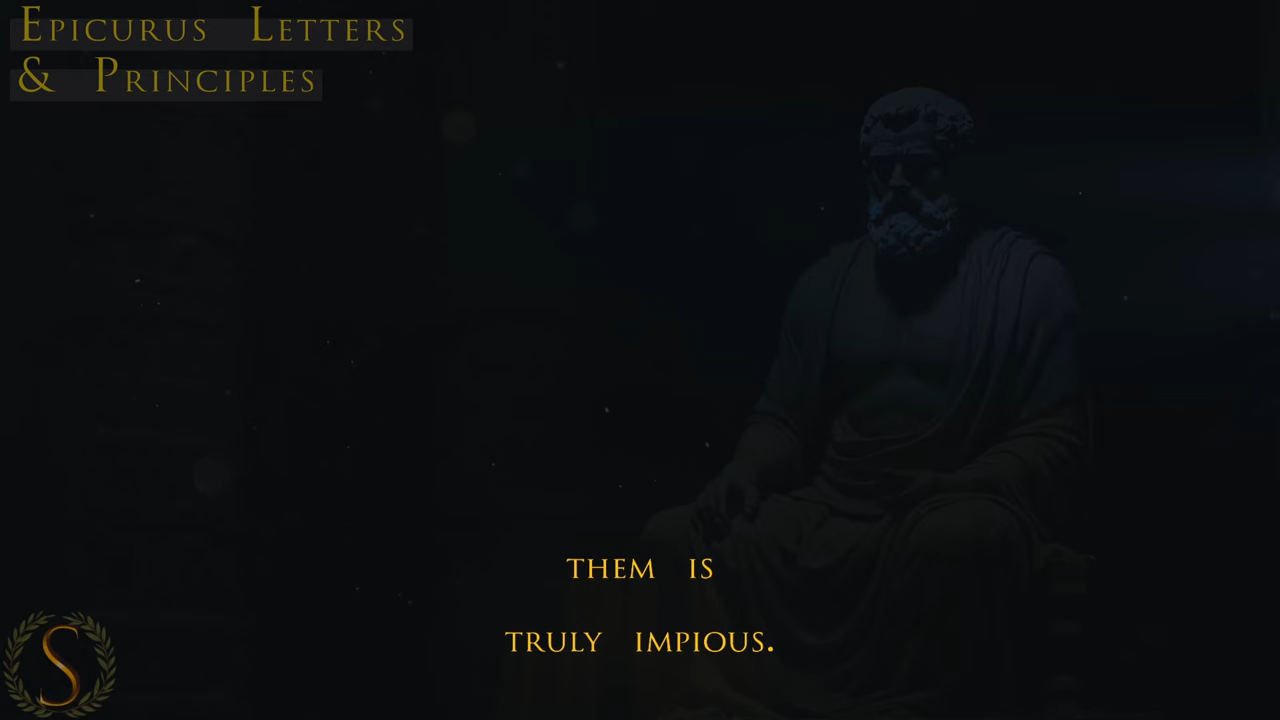 Epicurus Letters
& Principles
them is
truly impious.
S